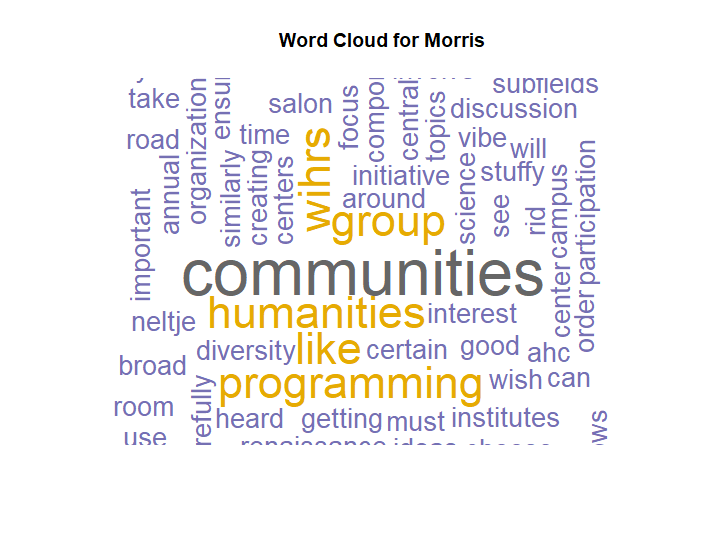 Word Cloud for Morris
take
organization
salon
focus
central
topics
subfields
discussion
road
time
vibe
will
annual
similarly
creating
centers
wihrs
initiative
science
stuffy
around
group
see
rid
campus
participation
important
communities
center
order
neltje
humanities
interest
diversity
like
certain
good
ahc
broad
programming
wish
can
room
heard
getting
must
institutes
use
renaissance
ideas